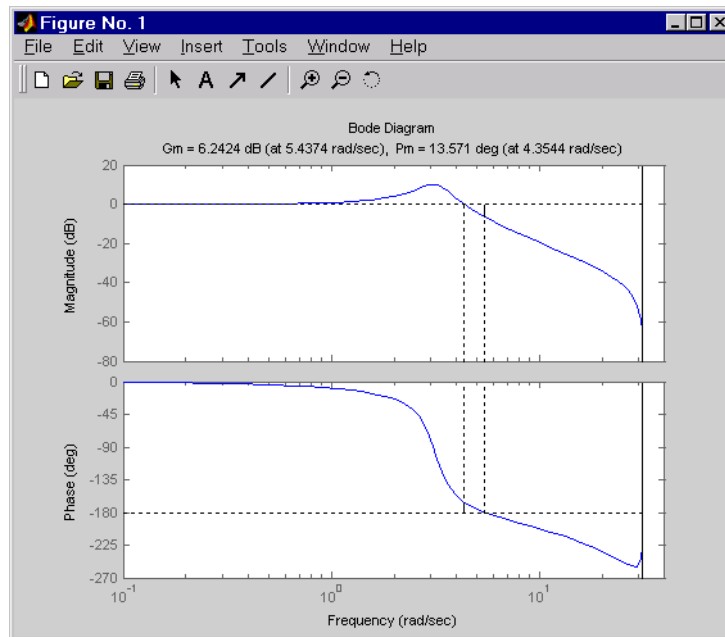 Figure No. 1
File Edit View Insert Tools Window Help
A
Bode Diagram
Gm = 6.2424 dB (at 5.4374 rad/sec), Pm = 13.571 deg (at 4.3544 rad/sec)
20
0
-20
-40
-60
-80
Magnitude (dB)
0
-45
-90
-135
-180
-225
-270
Phase (deg)
10^-1 10^0 10^1
Frequency (rad/sec)